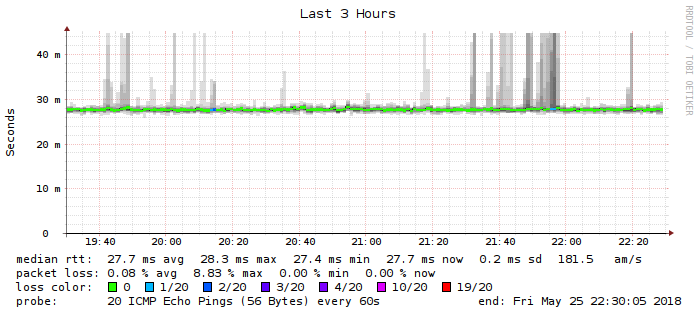 Last 3 Hours
RRDTOOL / TOBI OETIKER
Seconds
40 m
30 m
20 m
10 m
0
19:40 20:00 20:20 20:40 21:00 21:20 21:40 22:00 22:20
median rtt: 27.7 ms avg 28.3 ms max 27.4 ms min 27.7 ms now 0.2 ms sd 181.5 am/s
packet loss: 0.08 % avg 8.83 % max 0.00 % min 0.00 % now
loss color: 0 1/20 2/20 3/20 4/20 10/20 19/20
probe: 20 ICMP Echo Pings (56 Bytes) every 60s end: Fri May 25 22:30:05 2018